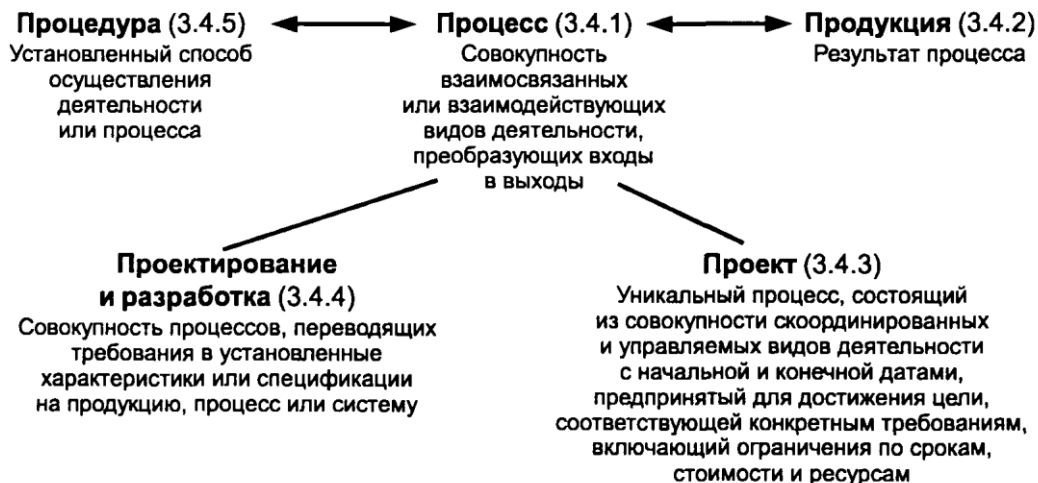 Процедура (3.4.5)
Установленный способ
осуществления
деятельности
или процесса
Процесс (3.4.1)
Совокупность
взаимосвязанных
или взаимодействующих
видов деятельности,
преобразующих входы
в выходы
Продукция (3.4.2)
Результат процесса
Проектирование
и разработка (3.4.4)
Совокупность процессов, переводящих
требования в установленные
характеристики или спецификации
на продукцию, процесс или систему
Проект (3.4.3)
Уникальный процесс, состоящий
из совокупности скоординированных
и управляемых видов деятельности
с начальной и конечной датами,
предпринятый для достижения цели,
соответствующей конкретным требованиям,
включающий ограничения по срокам,
стоимости и ресурсам